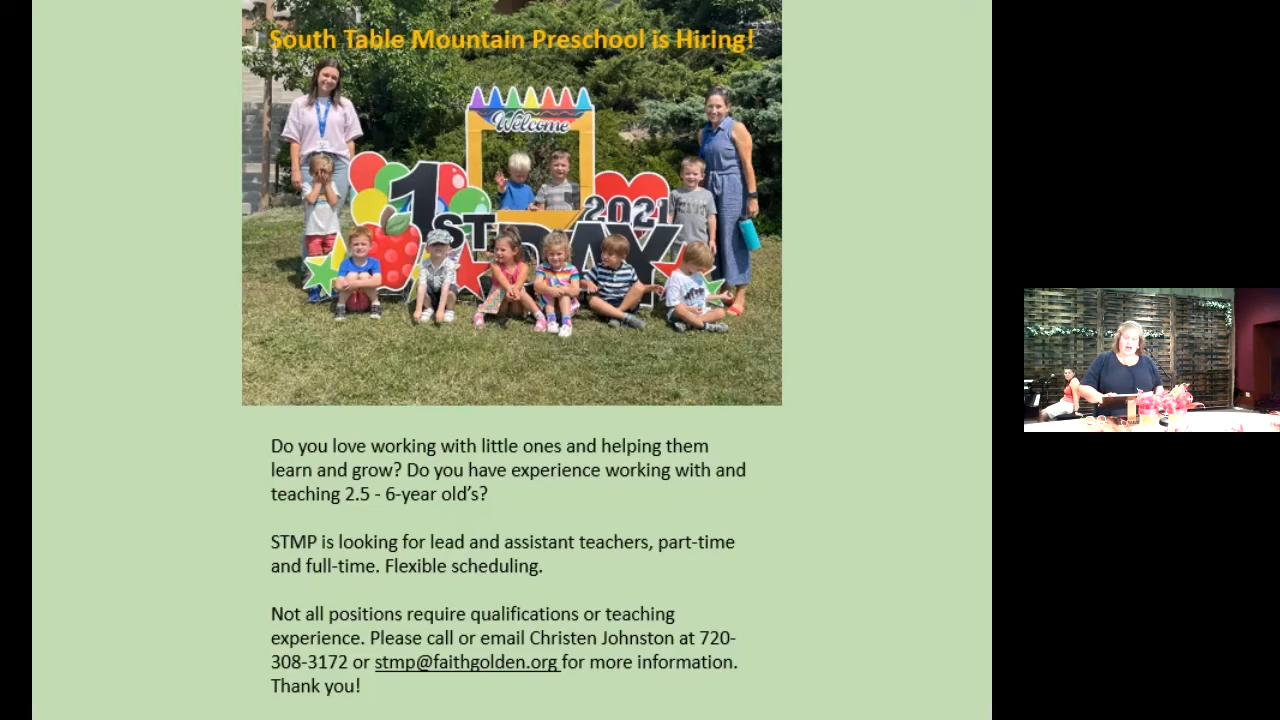 South Table Mountain Preschool is Hiring!
Welcome
1ST DAY
2021
Do you love working with little ones and helping them
learn and grow? Do you have experience working with and
teaching 2.5 - 6-year old’s?
STMP is looking for lead and assistant teachers, part-time
and full-time. Flexible scheduling.
Not all positions require qualifications or teaching
experience. Please call or email Christen Johnston at 720-
308-3172 or stmp@faithgolden.org for more information.
Thank you!